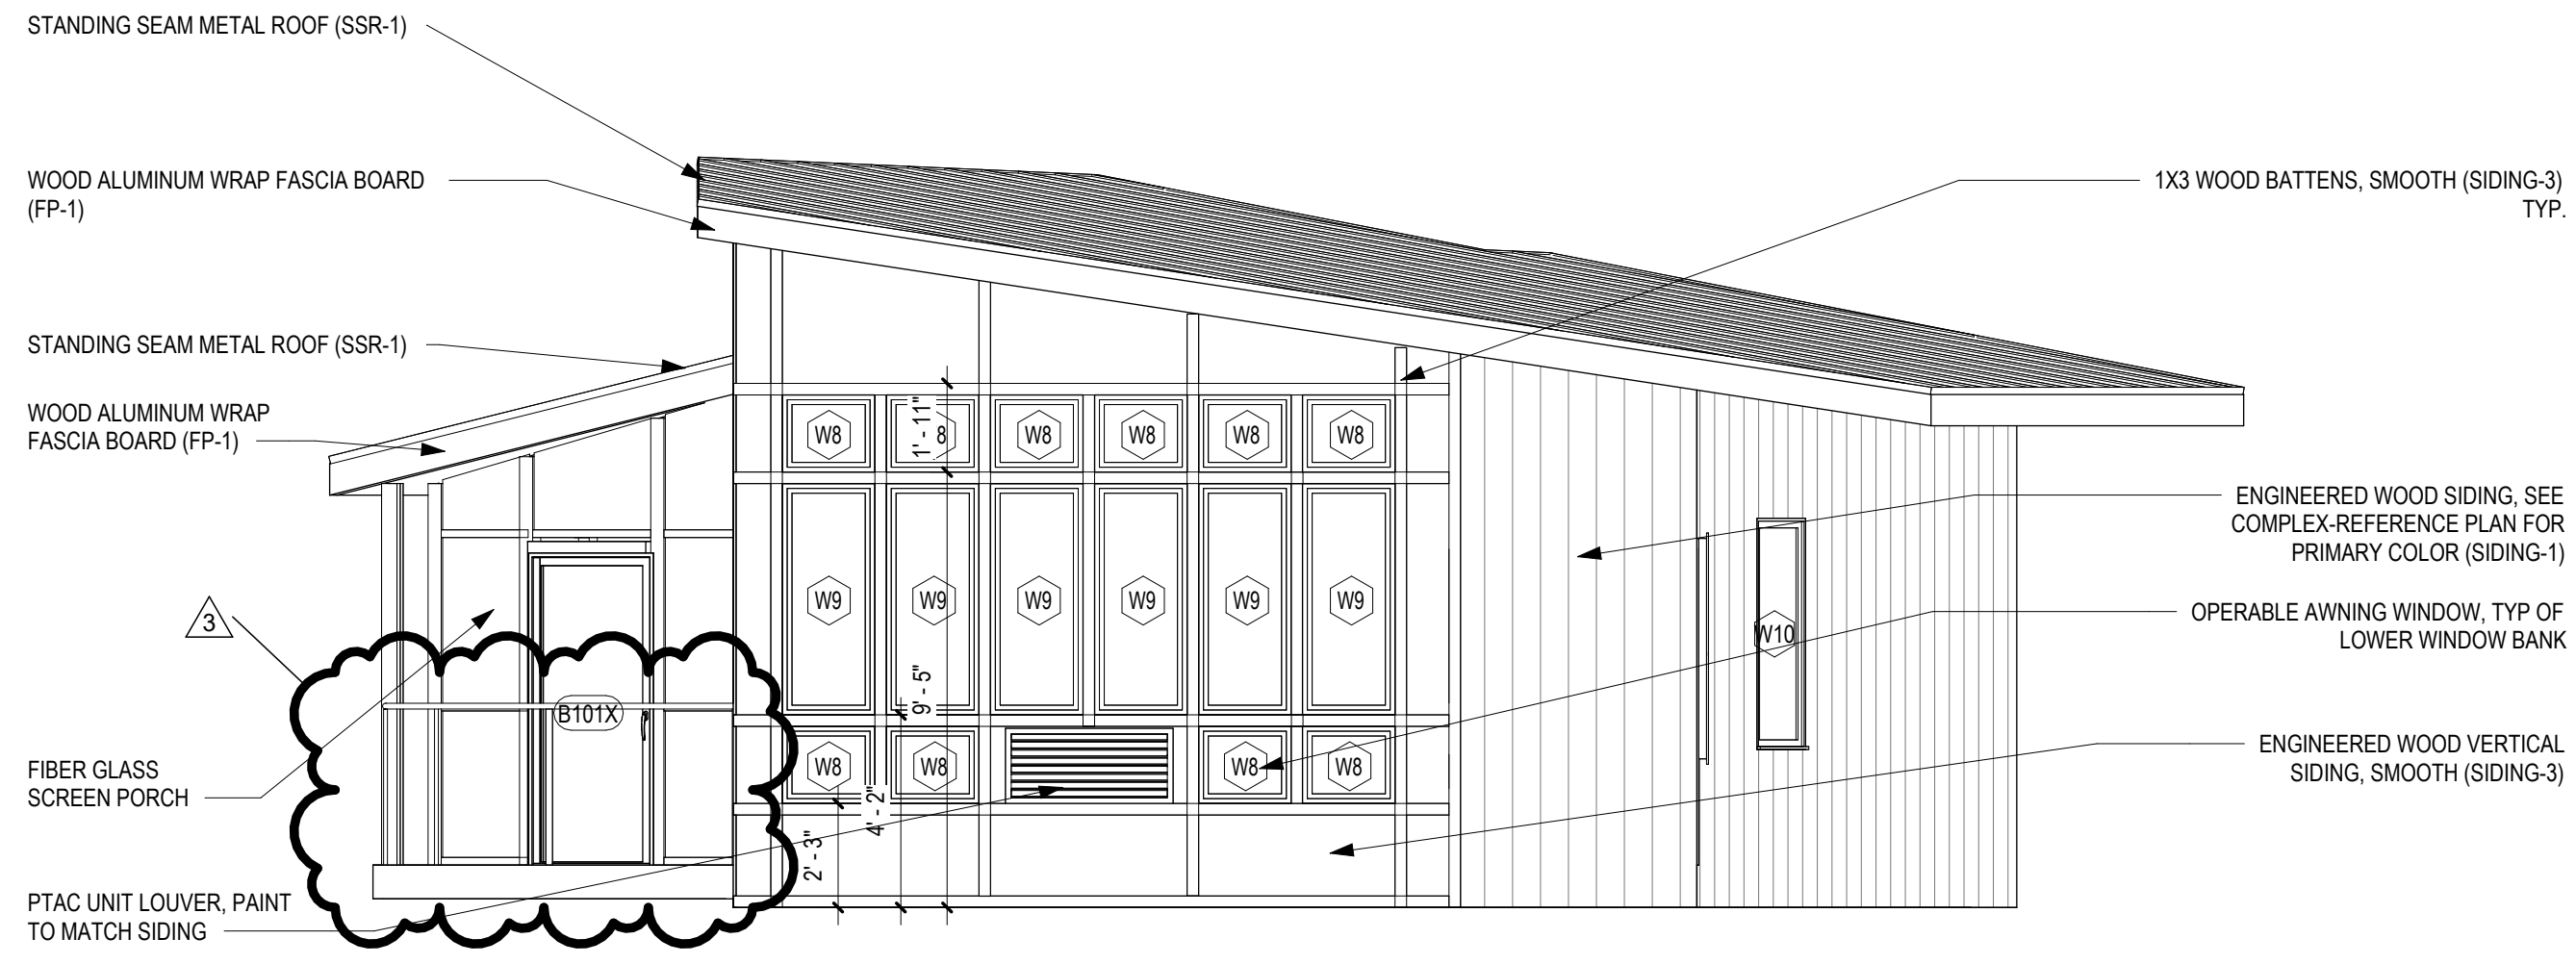 STANDING SEAM METAL ROOF (SSR-1)
WOOD ALUMINUM WRAP FASCIA BOARD
(FP-1)
1X3 WOOD BATTENS, SMOOTH (SIDING-3)
TYP.
STANDING SEAM METAL ROOF (SSR-1)
WOOD ALUMINUM WRAP
FASCIA BOARD (FP-1)
W8 8 W8 W8 W8 W8
1' - 11"
ENGINEERED WOOD SIDING, SEE
COMPLEX-REFERENCE PLAN FOR
PRIMARY COLOR (SIDING-1)
W9 W9 W9 W9 W9 W9
3
W10
OPERABLE AWNING WINDOW, TYP OF
LOWER WINDOW BANK
9' - 5"
B101X
FIBER GLASS
SCREEN PORCH
W8 W8 W8 W8
ENGINEERED WOOD VERTICAL
SIDING, SMOOTH (SIDING-3)
4' - 2"
2' - 3"
PTAC UNIT LOUVER, PAINT
TO MATCH SIDING